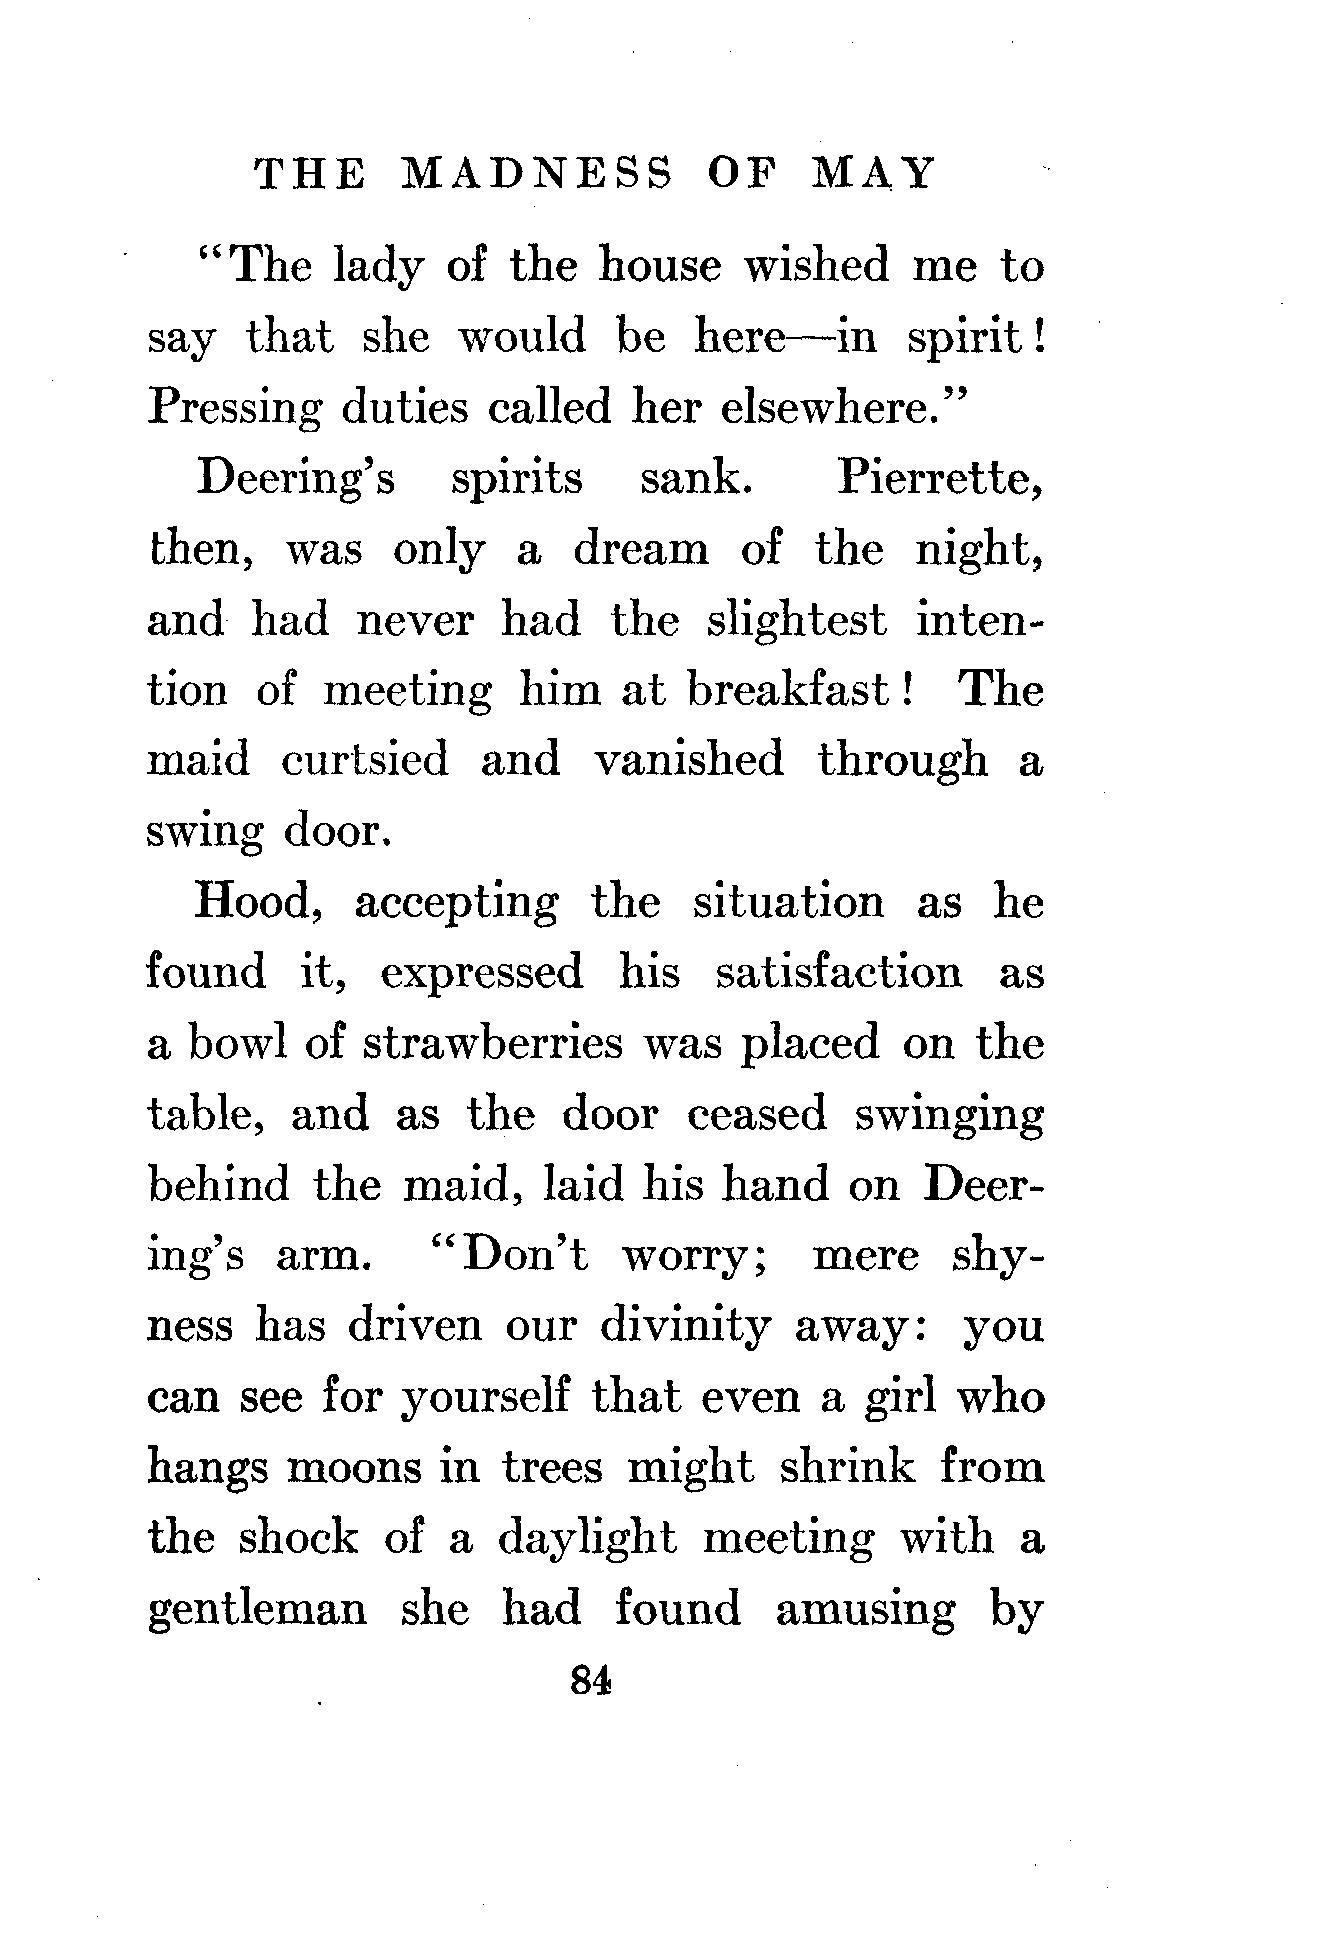 THE MADNESS OF MAY
“The lady of the house wished me to
say that she would be here—in spirit!
Pressing duties called her elsewhere.”
Deering’s spirits sank. Pierrette,
then, was only a dream of the night,
and had never had the slightest inten-
tion of meeting him at breakfast! The
maid curtsied and vanished through a
swing door.
Hood, accepting the situation as he
found it, expressed his satisfaction as
a bowl of strawberries was placed on the
table, and as the door ceased swinging
behind the maid, laid his hand on Deer-
ing’s arm. “Don’t worry; mere shy-
ness has driven our divinity away: you
can see for yourself that even a girl who
hangs moons in trees might shrink from
the shock of a daylight meeting with a
gentleman she had found amusing by
84